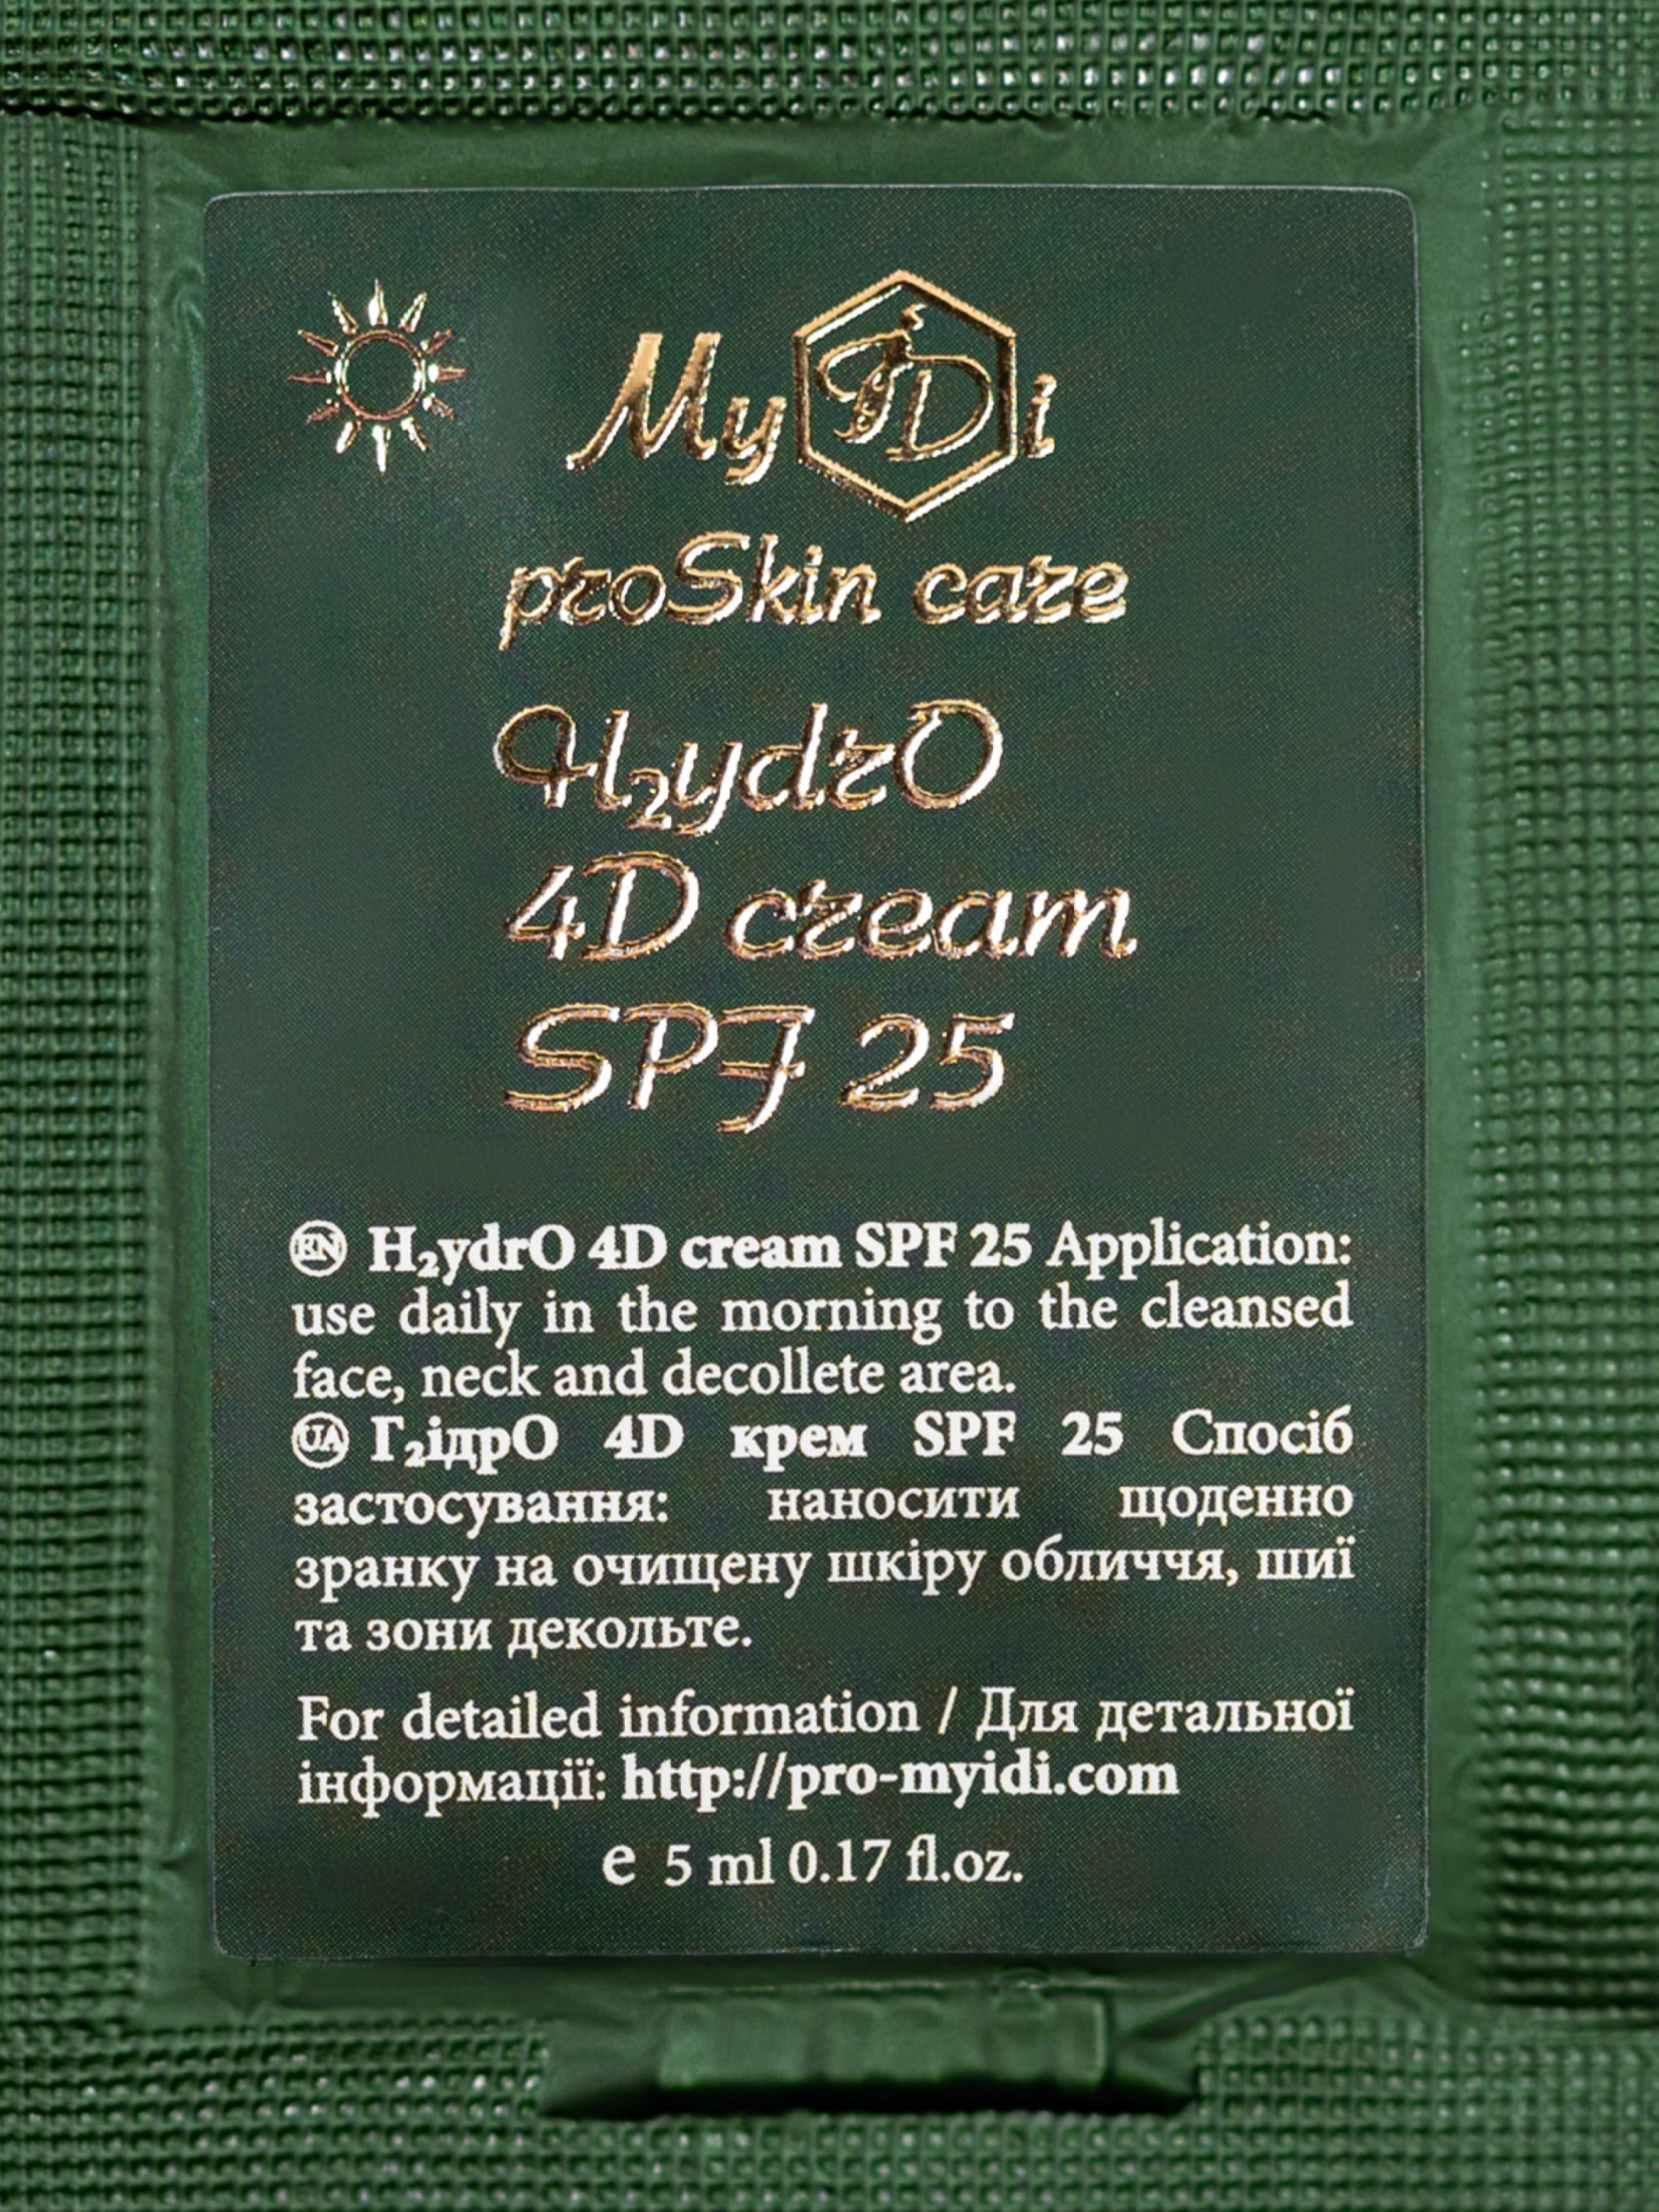 MyiDi
proSkin care
H₂ydrO
4D cream
SPF 25
EN H₂ydrO 4D cream SPF 25 Application:
use daily in the morning to the cleansed
face, neck and decollete area.
UA Г₂ідрО 4D крем SPF 25 Спосіб
застосування: наносити щоденно
зранку на очищену шкіру обличчя, шиї
та зони декольте.
For detailed information / Для детальної
інформації: http://pro-myidi.com
e 5 ml 0.17 fl.oz.